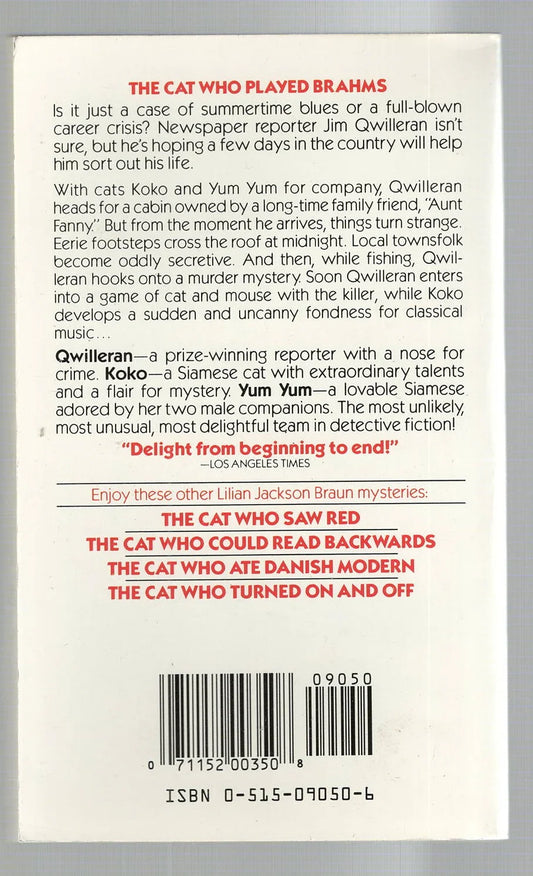 THE CAT WHO PLAYED BRAHMS
Is it just a case of summertime blues or a full-blown
career crisis? Newspaper reporter Jim Qwilleran isn't
sure, but he's hoping a few days in the country will help
him sort out his life.
With cats Koko and Yum Yum for company, Qwilleran
heads for a cabin owned by a long-time family friend, "Aunt
Fanny." But from the moment he arrives, things turn strange.
Eerie footsteps cross the roof at midnight. Local townsfolk
become oddly secretive. And then, while fishing, Qwil-
leran hooks onto a murder mystery. Soon Qwilleran enters
into a game of cat and mouse with the killer, while Koko
develops a sudden and uncanny fondness for classical
music...
Qwilleran—a prize-winning reporter with a nose for
crime. Koko—a Siamese cat with extraordinary talents
and a flair for mystery. Yum Yum—a lovable Siamese
adored by her two male companions. The most unlikely,
most unusual, most delightful team in detective fiction!
"Delight from beginning to end!"
—LOS ANGELES TIMES
Enjoy these other Lilian Jackson Braun mysteries:
THE CAT WHO SAW RED
THE CAT WHO COULD READ BACKWARDS
THE CAT WHO ATE DANISH MODERN
THE CAT WHO TURNED ON AND OFF
09050
0 71152 00350 8
ISBN 0-515-09050-6